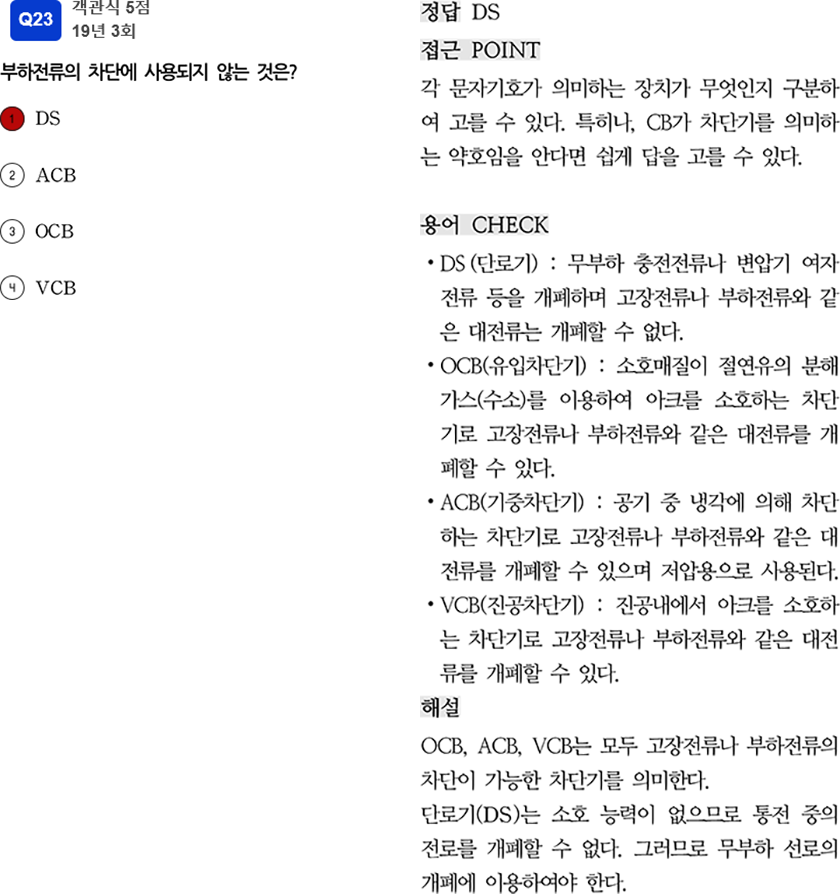 Q23
객관식 5점
19년 3회
부하전류의 차단에 사용되지 않는 것은?
1 DS
2 ACB
3 OCB
4 VCB
정답 DS
접근 POINT
각 문자기호가 의미하는 장치가 무엇인지 구분하
여 고를 수 있다. 특히나, CB가 차단기를 의미하
는 약호임을 안다면 쉽게 답을 고를 수 있다.
용어 CHECK
• DS (단로기) : 무부하 충전전류나 변압기 여자
전류 등을 개폐하며 고장전류나 부하전류와 같
은 대전류는 개폐할 수 없다.
• OCB(유입차단기) : 소호매질이 절연유의 분해
가스(수소)를 이용하여 아크를 소호하는 차단
기로 고장전류나 부하전류와 같은 대전류를 개
폐할 수 있다.
• ACB(기중차단기) : 공기 중 냉각에 의해 차단
하는 차단기로 고장전류나 부하전류와 같은 대
전류를 개폐할 수 있으며 저압용으로 사용된다.
• VCB(진공차단기) : 진공내에서 아크를 소호하
는 차단기로 고장전류나 부하전류와 같은 대전
류를 개폐할 수 있다.
해설
OCB, ACB, VCB는 모두 고장전류나 부하전류의
차단이 가능한 차단기를 의미한다.
단로기(DS)는 소호 능력이 없으므로 통전 중의
전로를 개폐할 수 없다. 그러므로 무부하 선로의
개폐에 이용하여야 한다.